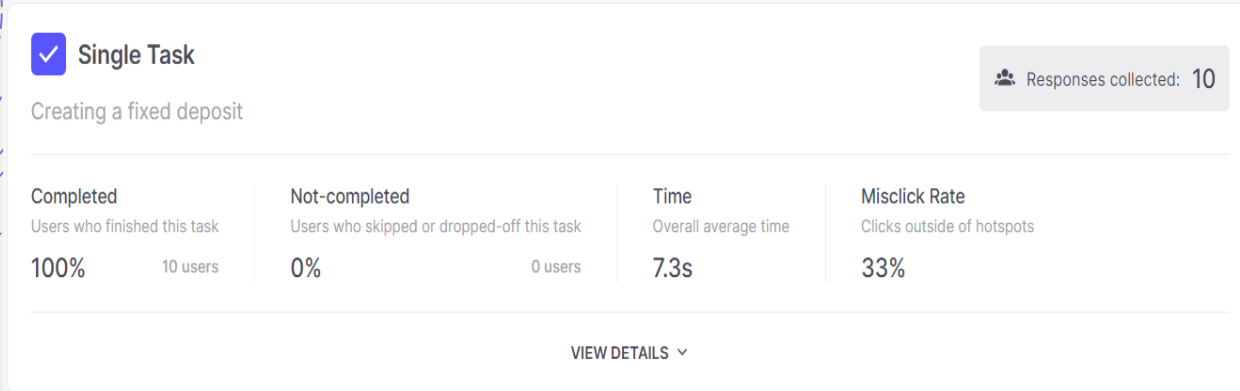 Single Task
Creating a fixed deposit
Responses collected: 10
Completed
Users who finished this task
100% 10 users
Not-completed
Users who skipped or dropped-off this task
0% 0 users
Time
Overall average time
7.3s
Misclick Rate
Clicks outside of hotspots
33%
VIEW DETAILS